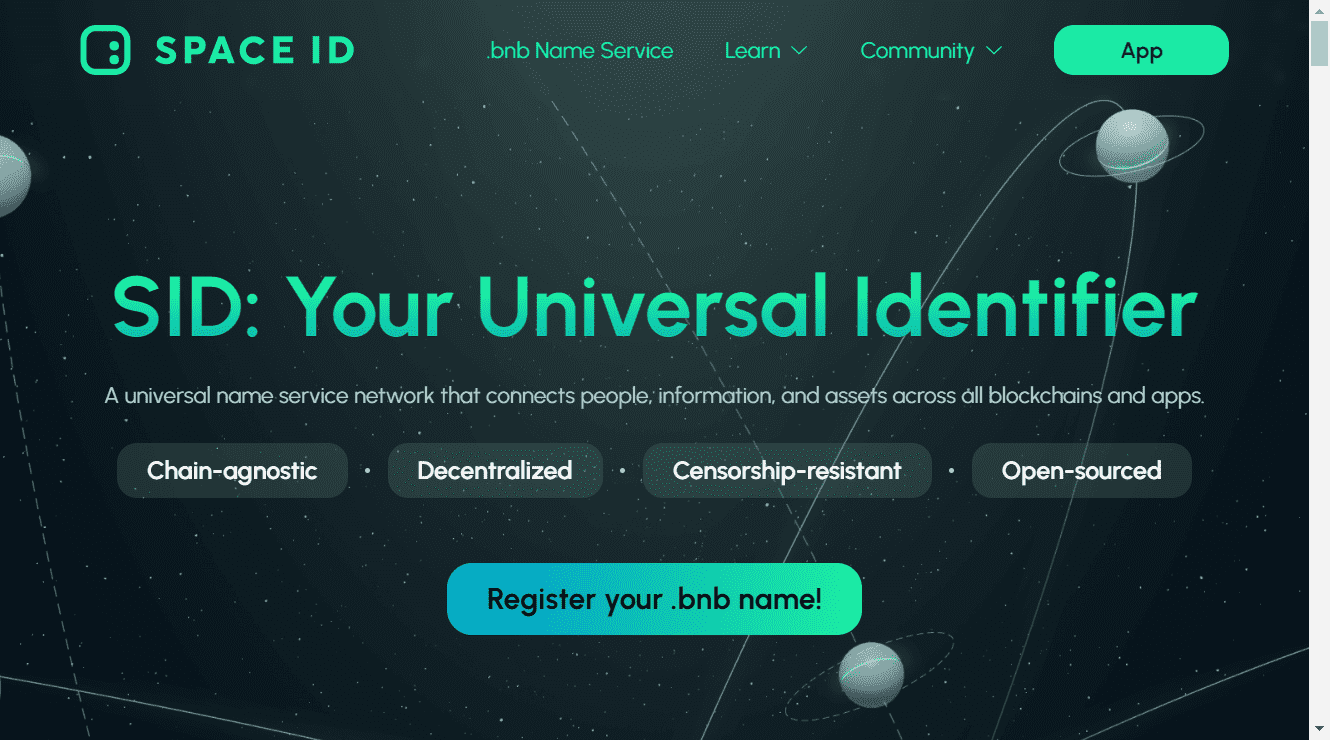 SPACE ID
.bnb Name Service
Learn
Community
App
SID: Your Universal Identifier
A universal name service network that connects people, information, and assets across all blockchains and apps.
Chain-agnostic • Decentralized • Censorship-resistant • Open-sourced
Register your .bnb name!